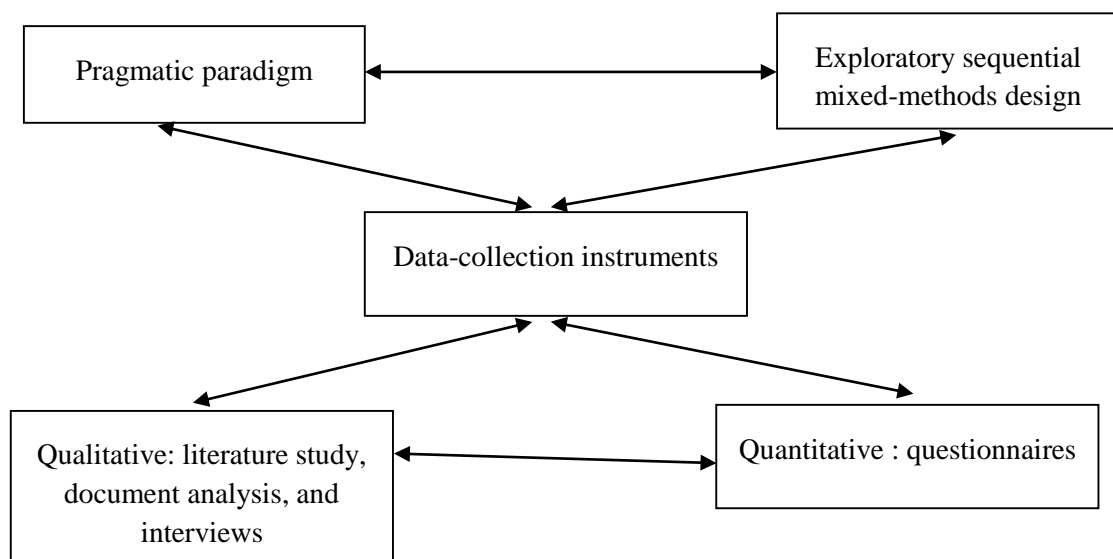 Pragmatic paradigm
Exploratory sequential
mixed-methods design
Data-collection instruments
Qualitative: literature study,
document analysis, and
interviews
Quantitative : questionnaires